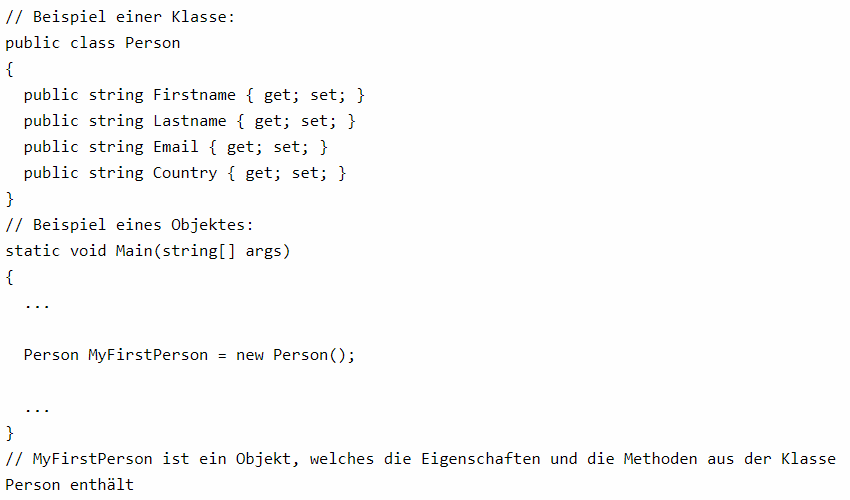 // Beispiel einer Klasse:
public class Person
{
  public string Firstname { get; set; }
  public string Lastname { get; set; }
  public string Email { get; set; }
  public string Country { get; set; }
}
// Beispiel eines Objektes:
static void Main(string[] args)
{
  ...

  Person MyFirstPerson = new Person();

  ...
}
// MyFirstPerson ist ein Objekt, welches die Eigenschaften und die Methoden aus der Klasse
Person enthält